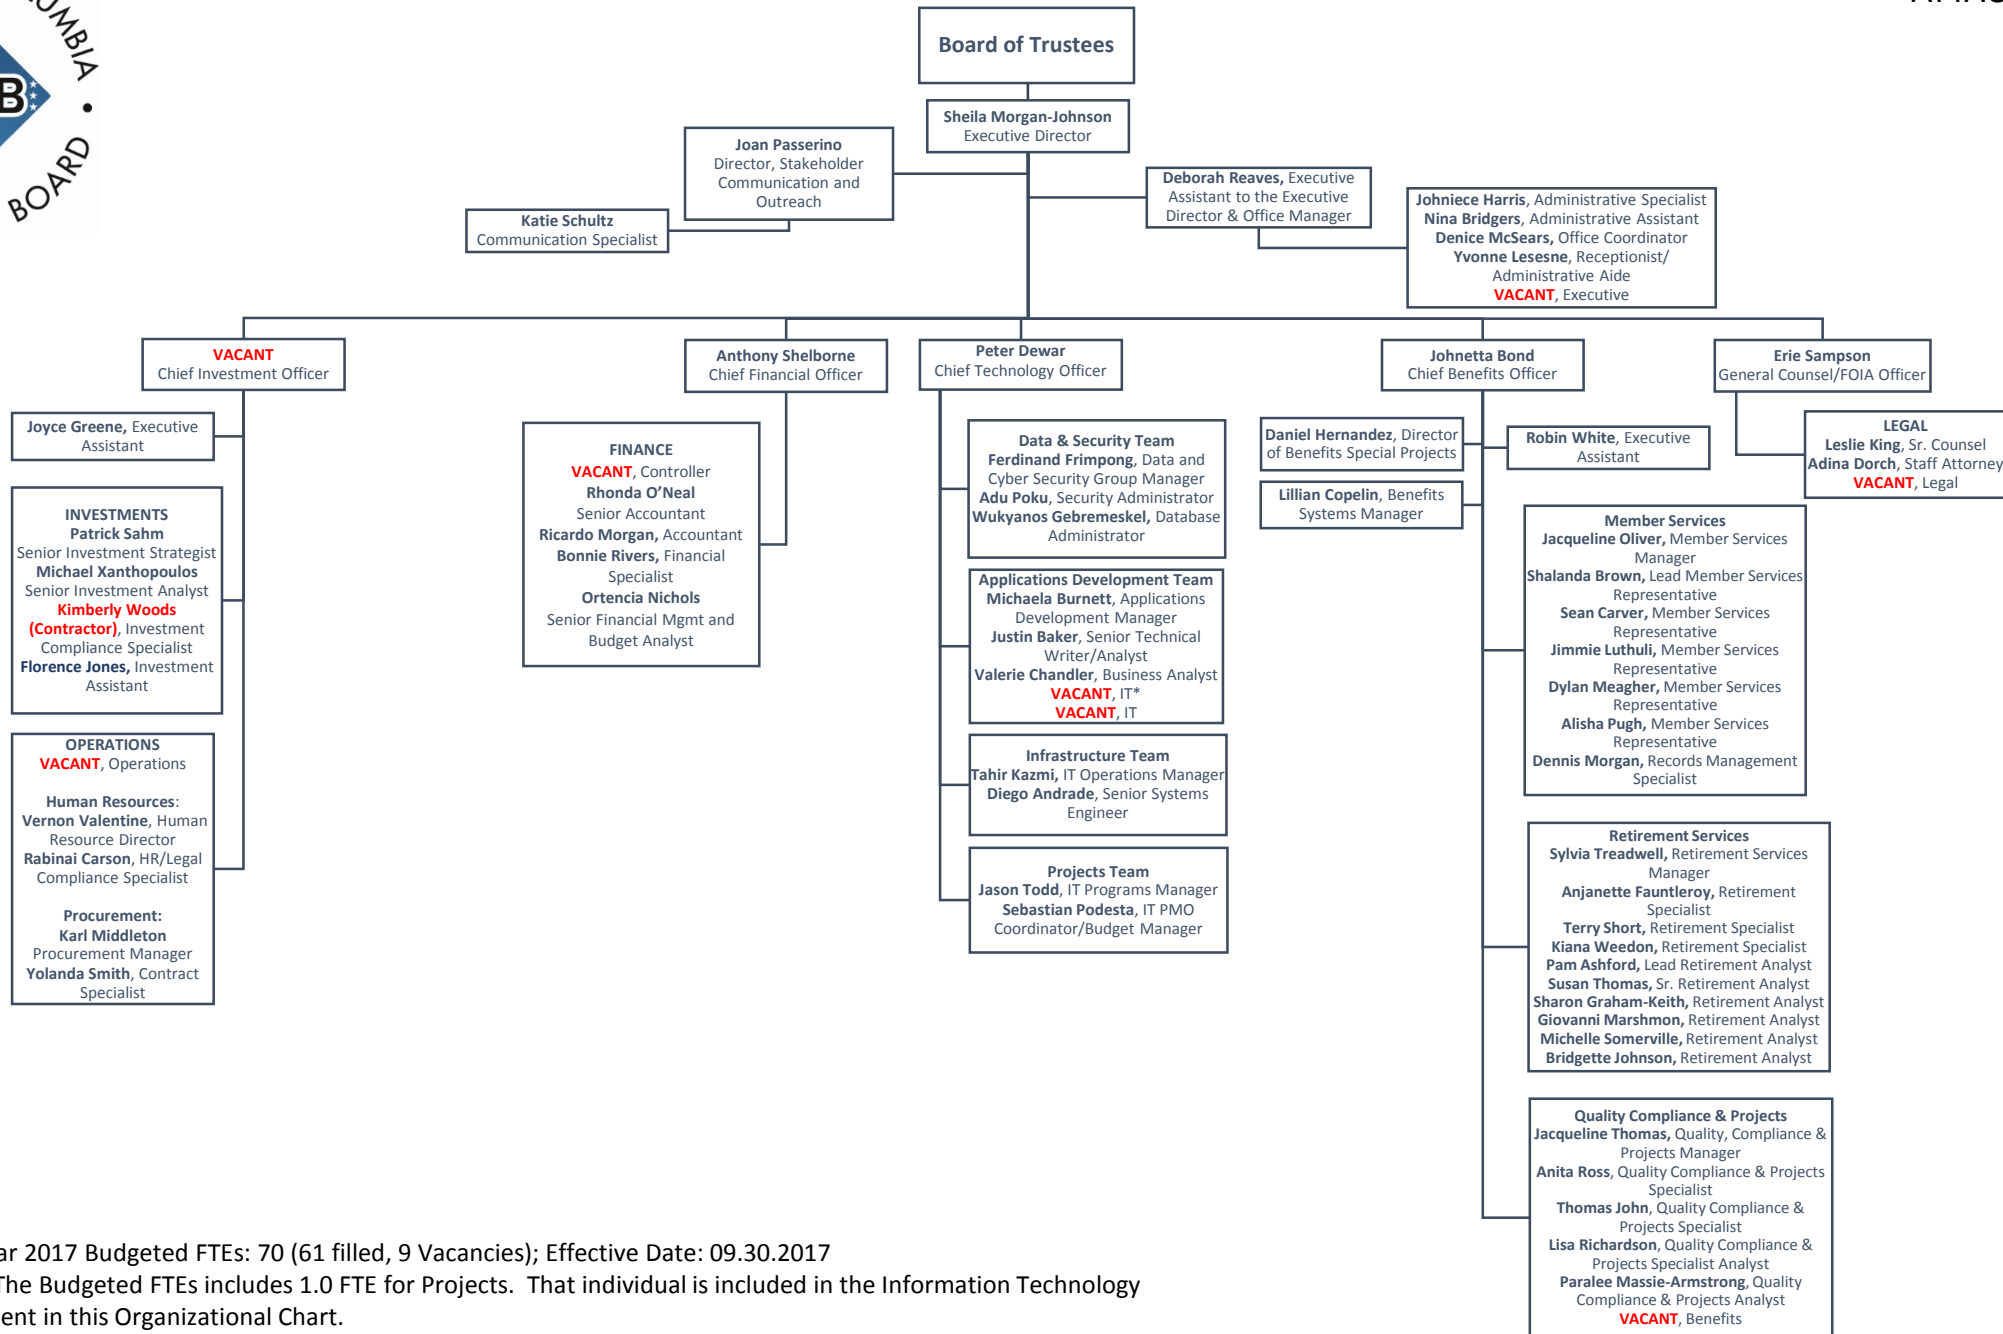 BOARD
B
Board of Trustees
Sheila Morgan-Johnson
Executive Director
Joan Passerino
Director, Stakeholder
Communication and
Outreach
Katie Schultz
Communication Specialist
Deborah Reaves, Executive
Assistant to the Executive
Director & Office Manager
Johniece Harris, Administrative Specialist
Nina Bridgers, Administrative Assistant
Denice McSears, Office Coordinator
Yvonne Lesesne, Receptionist/
Administrative Aide
VACANT, Executive
VACANT
Chief Investment Officer
Joyce Greene, Executive
Assistant
INVESTMENTS
Patrick Sahm
Senior Investment Strategist
Michael Xanthopoulos
Senior Investment Analyst
Kimberly Woods
(Contractor), Investment
Compliance Specialist
Florence Jones, Investment
Assistant
OPERATIONS
VACANT, Operations
Human Resources:
Vernon Valentine, Human
Resource Director
Rabinai Carson, HR/Legal
Compliance Specialist
Procurement:
Karl Middleton
Procurement Manager
Yolanda Smith, Contract
Specialist
Anthony Shelborne
Chief Financial Officer
FINANCE
VACANT, Controller
Rhonda O’Neal
Senior Accountant
Ricardo Morgan, Accountant
Bonnie Rivers, Financial
Specialist
Ortencia Nichols
Senior Financial Mgmt and
Budget Analyst
Peter Dewar
Chief Technology Officer
Data & Security Team
Ferdinand Frimpong, Data and
Cyber Security Group Manager
Adu Poku, Security Administrator
Wukyanos Gebremeskel, Database
Administrator
Applications Development Team
Michaela Burnett, Applications
Development Manager
Justin Baker, Senior Technical
Writer/Analyst
Valerie Chandler, Business Analyst
VACANT, IT*
VACANT, IT
Infrastructure Team
Tahir Kazmi, IT Operations Manager
Diego Andrade, Senior Systems
Engineer
Projects Team
Jason Todd, IT Programs Manager
Sebastian Podesta, IT PMO
Coordinator/Budget Manager
Johnetta Bond
Chief Benefits Officer
Daniel Hernandez, Director
of Benefits Special Projects
Lillian Copelin, Benefits
Systems Manager
Robin White, Executive
Assistant
Member Services
Jacqueline Oliver, Member Services
Manager
Shalanda Brown, Lead Member Services
Representative
Sean Carver, Member Services
Representative
Jimmie Luthuli, Member Services
Representative
Dylan Meagher, Member Services
Representative
Alisha Pugh, Member Services
Representative
Dennis Morgan, Records Management
Specialist
Retirement Services
Sylvia Treadwell, Retirement Services
Manager
Anjanette Fauntleroy, Retirement
Specialist
Terry Short, Retirement Specialist
Kiana Weedon, Retirement Specialist
Pam Ashford, Lead Retirement Analyst
Susan Thomas, Sr. Retirement Analyst
Sharon Graham-Keith, Retirement Analyst
Giovanni Marshmon, Retirement Analyst
Michelle Somerville, Retirement Analyst
Bridgette Johnson, Retirement Analyst
Quality Compliance & Projects
Jacqueline Thomas, Quality, Compliance &
Projects Manager
Anita Ross, Quality Compliance & Projects
Specialist
Thomas John, Quality Compliance &
Projects Specialist
Lisa Richardson, Quality Compliance &
Projects Specialist Analyst
Paralee Massie-Armstrong, Quality
Compliance & Projects Analyst
VACANT, Benefits
Erie Sampson
General Counsel/FOIA Officer
LEGAL
Leslie King, Sr. Counsel
Adina Dorch, Staff Attorney
VACANT, Legal
ar 2017 Budgeted FTEs: 70 (61 filled, 9 Vacancies); Effective Date: 09.30.2017
The Budgeted FTEs includes 1.0 FTE for Projects. That individual is included in the Information Technology
ent in this Organizational Chart.